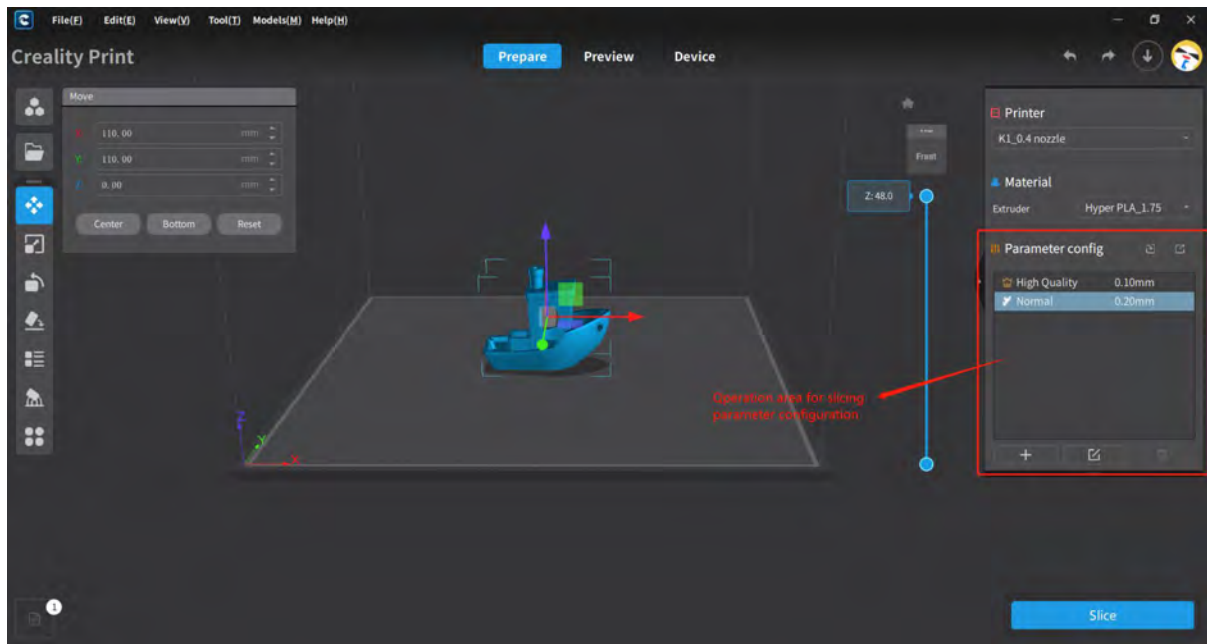 File(F) Edit(E) View(V) Tool(T) Models(M) Help(H)
Creality Print
Prepare Preview Device
Move
110.00 mm
110.00 mm
0.00 mm
Center Bottom Reset
Front
Z: 48.0
Printer
K1_0.4 nozzle
Material
Extruder Hyper PLA_1.75
Parameter config
High Quality 0.10mm
Normal 0.20mm
Operation area for slicing
parameter configuration
Z
Y
X
1
Slice